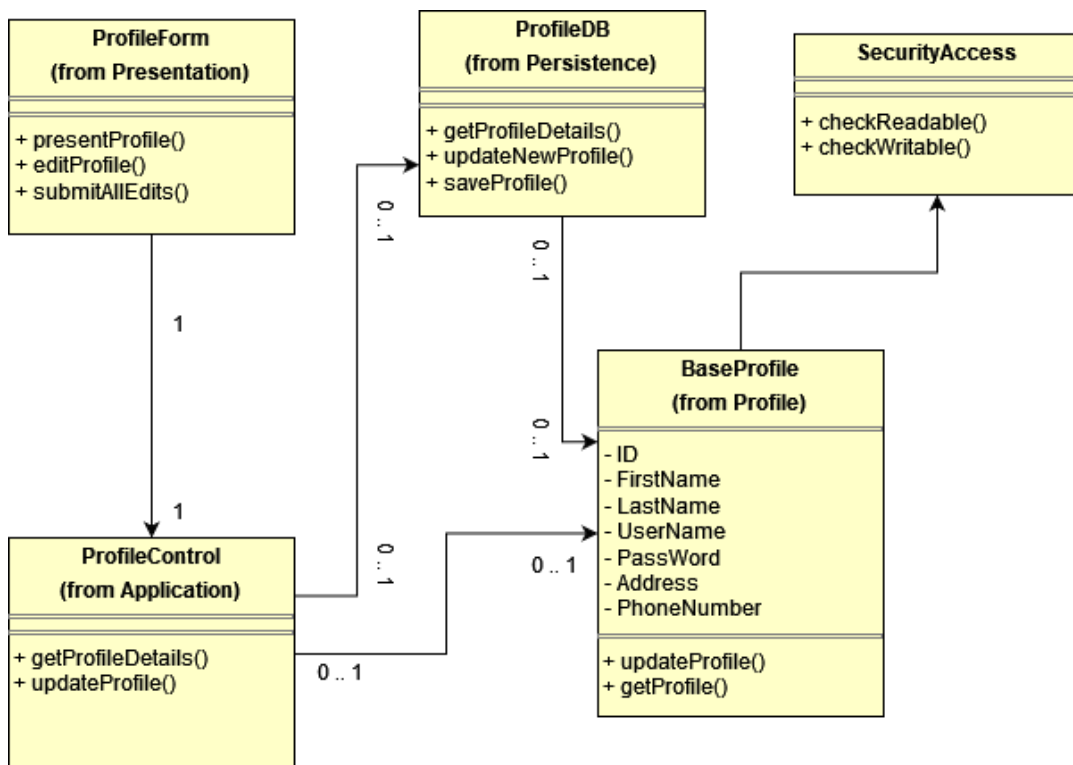 ProfileForm
(from Presentation)
+ presentProfile()
+ editProfile()
+ submitAllEdits()
ProfileDB
(from Persistence)
+ getProfileDetails()
+ updateNewProfile()
+ saveProfile()
SecurityAccess
+ checkReadable()
+ checkWritable()
0 .. 1
0 .. 1
1
BaseProfile
(from Profile)
- ID
- FirstName
- LastName
- UserName
- PassWord
- Address
- PhoneNumber
+ updateProfile()
+ getProfile()
0 .. 1
1
0 .. 1
0 .. 1
ProfileControl
(from Application)
+ getProfileDetails()
+ updateProfile()
0 .. 1